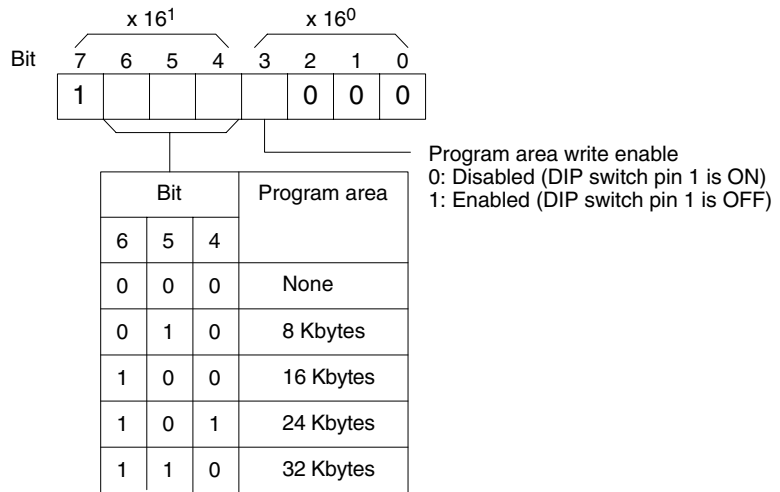 x 16¹ x 16⁰
Bit 7 6 5 4 3 2 1 0
1 0 0 0
Program area write enable
0: Disabled (DIP switch pin 1 is ON)
1: Enabled (DIP switch pin 1 is OFF)
Bit Program area
6 5 4
0 0 0 None
0 1 0 8 Kbytes
1 0 0 16 Kbytes
1 0 1 24 Kbytes
1 1 0 32 Kbytes